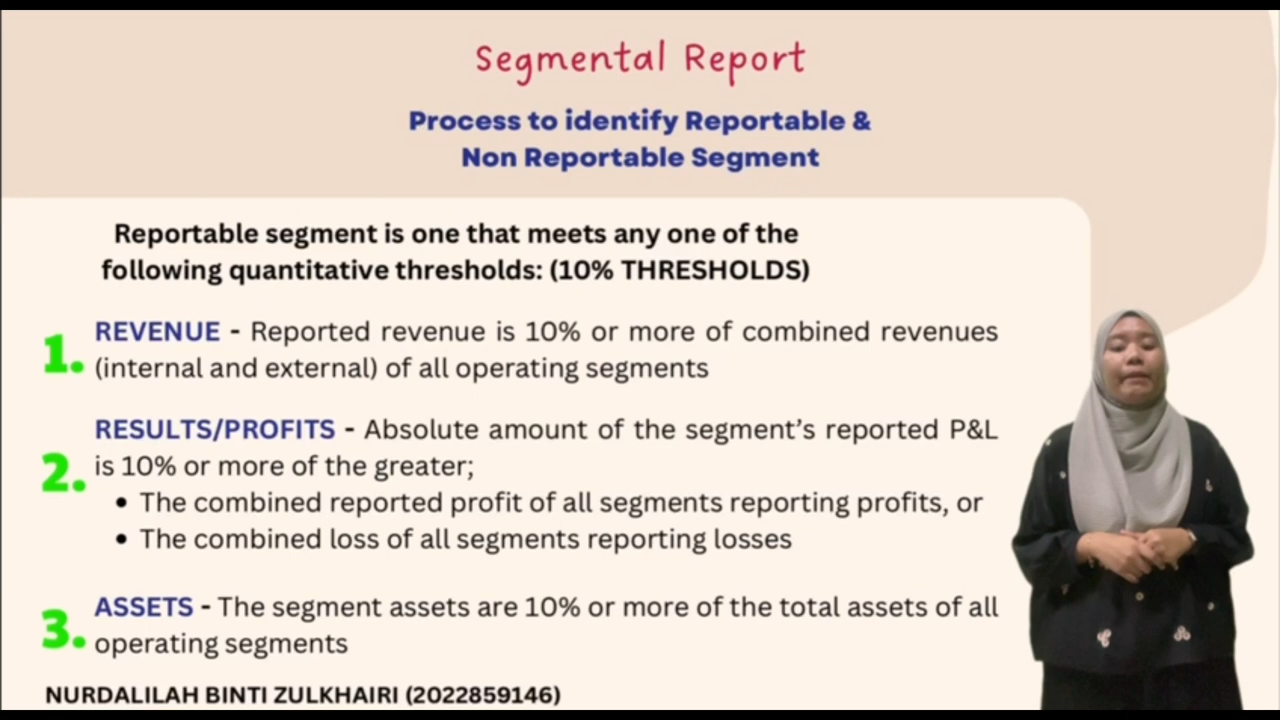 Segmental Report
Process to identify Reportable &
Non Reportable Segment
Reportable segment is one that meets any one of the
following quantitative thresholds: (10% THRESHOLDS)
1. REVENUE - Reported revenue is 10% or more of combined revenues
(internal and external) of all operating segments
2. RESULTS/PROFITS - Absolute amount of the segment's reported P&L
is 10% or more of the greater;
• The combined reported profit of all segments reporting profits, or
• The combined loss of all segments reporting losses
3. ASSETS - The segment assets are 10% or more of the total assets of all
operating segments
NURDALILAH BINTI ZULKHAIRI (2022859146)